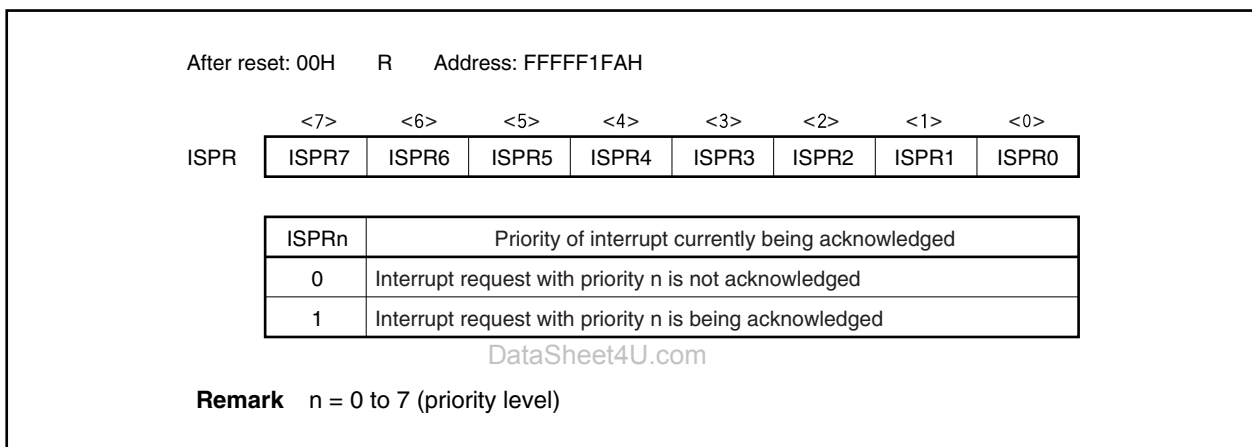 After reset: 00H R Address: FFFFF1FAH
<7> <6> <5> <4> <3> <2> <1> <0>
ISPR ISPR7 ISPR6 ISPR5 ISPR4 ISPR3 ISPR2 ISPR1 ISPR0
ISPRn Priority of interrupt currently being acknowledged
0 Interrupt request with priority n is not acknowledged
1 Interrupt request with priority n is being acknowledged
DataSheet4U.com
Remark n = 0 to 7 (priority level)